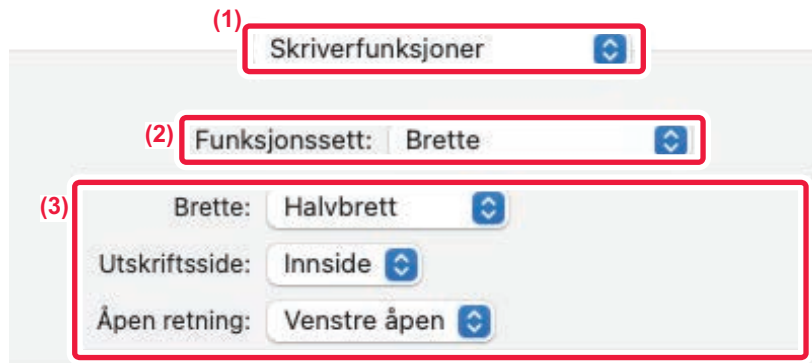 (1)
Skriverfunksjoner
(2) Funksjonssett: Brette
(3) Brette: Halvbrett
Utskriftsside: Innside
Åpen retning: Venstre åpen